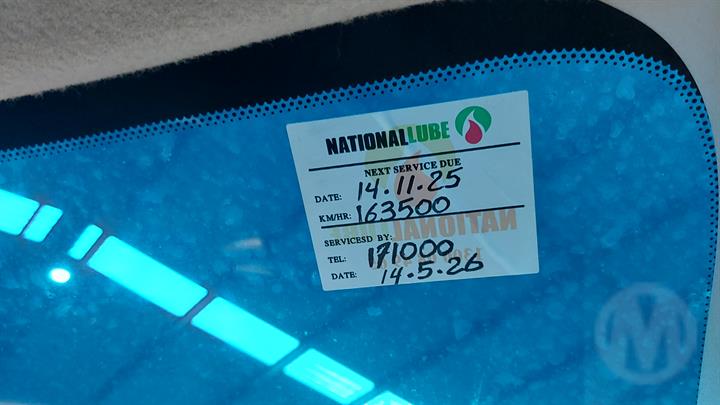 NATIONALLUBE
NEXT SERVICE DUE
DATE: 14.11.25
KM/HR: 163500
SERVICESD BY:
TEL: 171000
DATE: 14.5.26
NATIONAL
M